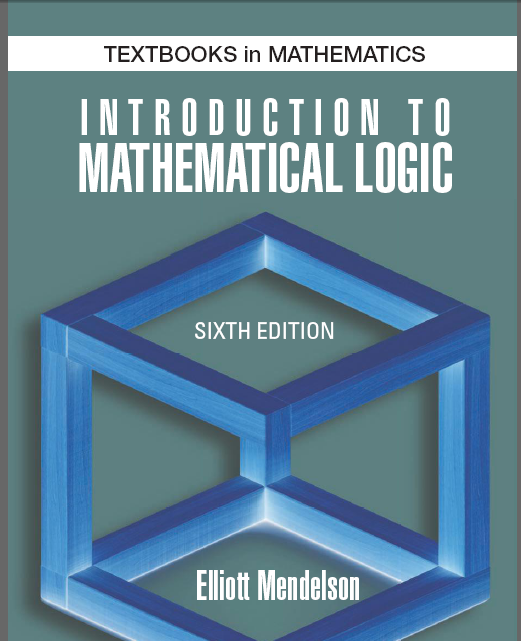 TEXTBOOKS in MATHEMATICS
INTRODUCTION TO
MATHEMATICAL LOGIC
SIXTH EDITION
Elliott Mendelson